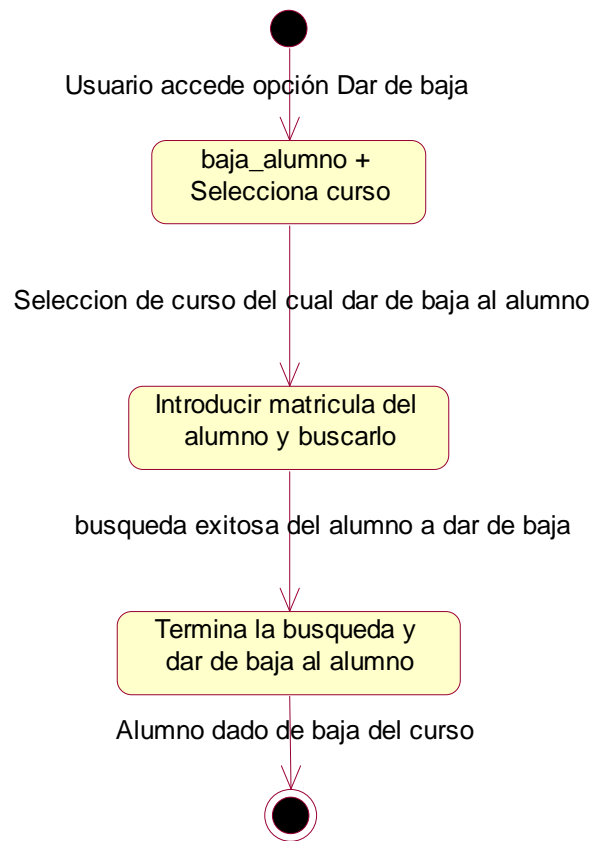 Usuario accede opción Dar de baja
baja_alumno +
Selecciona curso
Seleccion de curso del cual dar de baja al alumno
Introducir matricula del
alumno y buscarlo
busqueda exitosa del alumno a dar de baja
Termina la busqueda y
dar de baja al alumno
Alumno dado de baja del curso